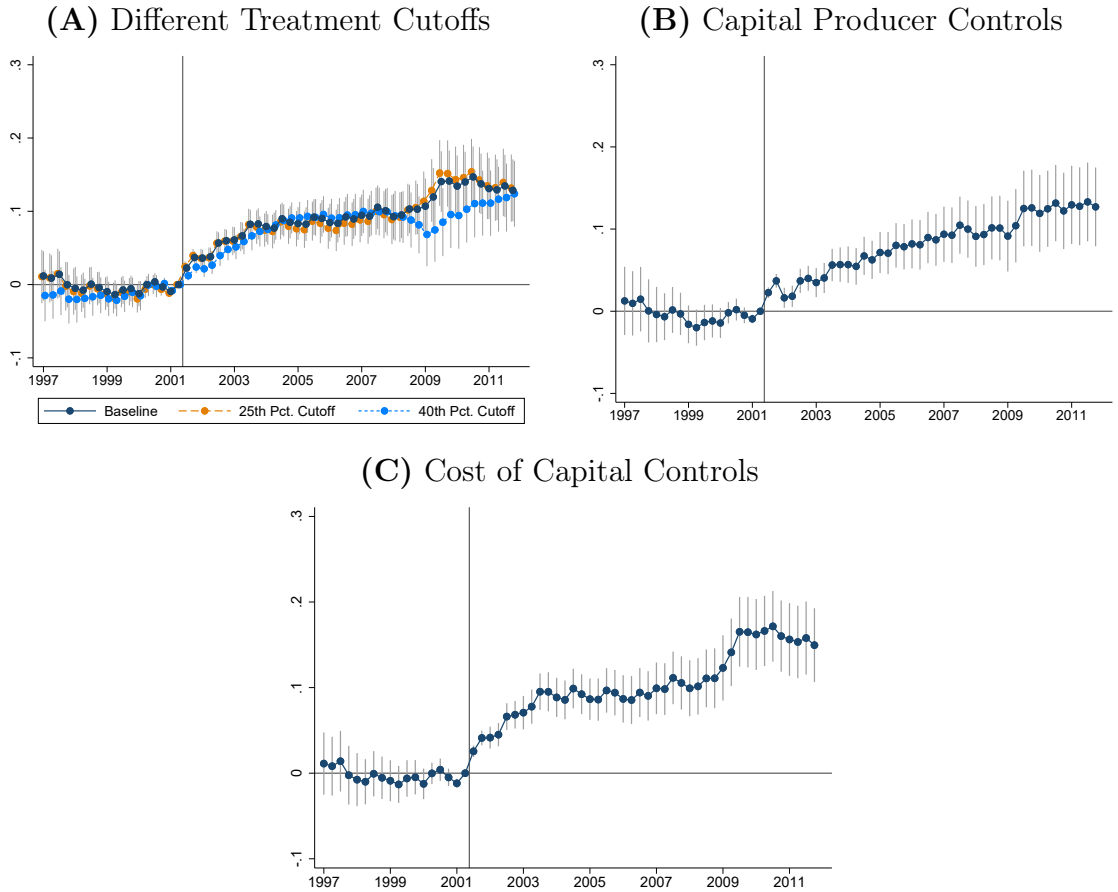 (A) Different Treatment Cutoffs
.3
.2
.1
0
-.1
1997 1999 2001 2003 2005 2007 2009 2011
Baseline 25th Pct. Cutoff 40th Pct. Cutoff
(B) Capital Producer Controls
.3
.2
.1
0
-.1
1997 1999 2001 2003 2005 2007 2009 2011
(C) Cost of Capital Controls
.3
.2
.1
0
-.1
1997 1999 2001 2003 2005 2007 2009 2011